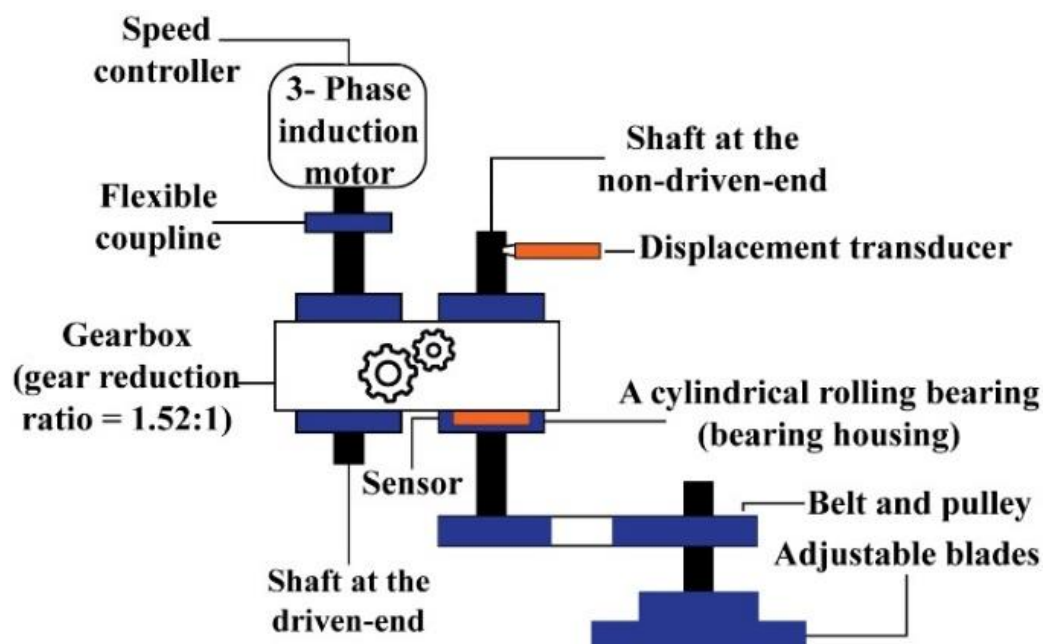 Speed
controller
3- Phase
induction
motor
Shaft at the
non-driven-end
Flexible
coupline
Displacement transducer
Gearbox
(gear reduction
ratio = 1.52:1)
A cylindrical rolling bearing
(bearing housing)
Sensor
Belt and pulley
Adjustable blades
Shaft at the
driven-end